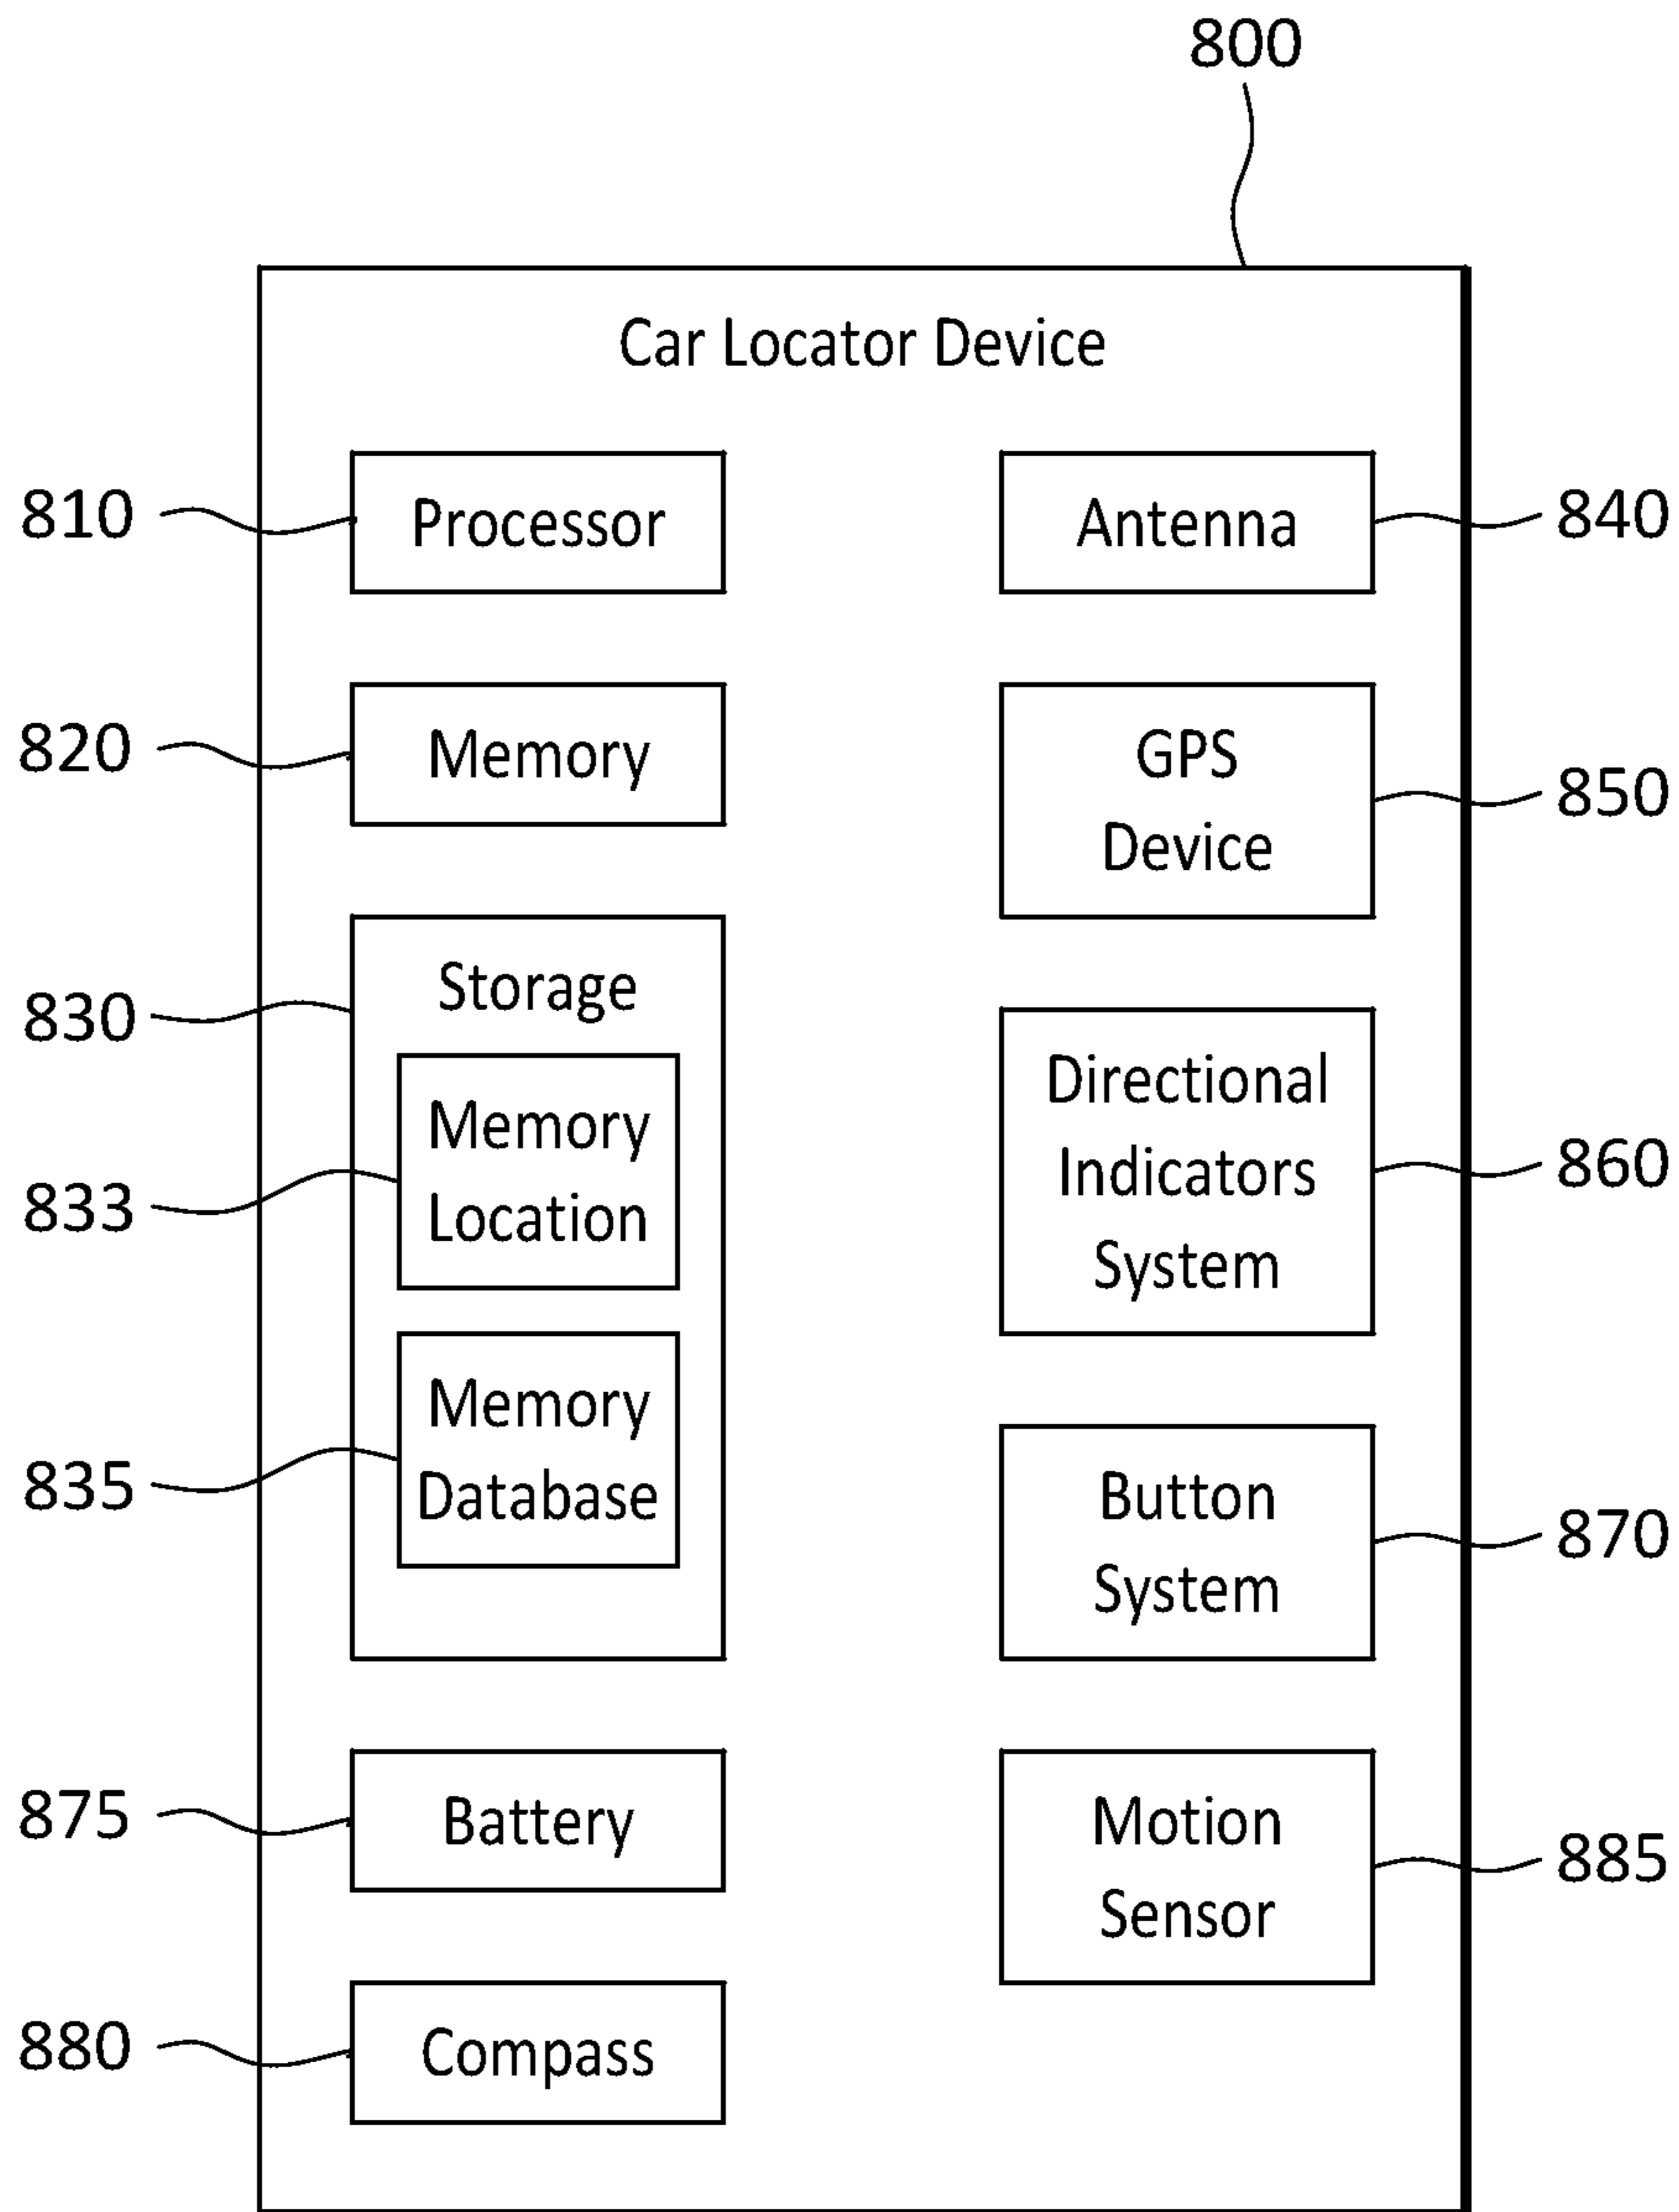 800
Car Locator Device
810
Processor
Antenna
840
820
Memory
GPS
Device
850
830
Storage
Memory
Location
833
Memory
Database
835
Directional
Indicators
System
860
Button
System
870
875
Battery
Motion
Sensor
885
880
Compass